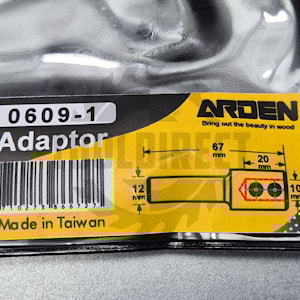 0609-1
Adaptor
ARDEN
Bring out the beauty in wood
67
mm
20
mm
12
mm
10
Made in Taiwan